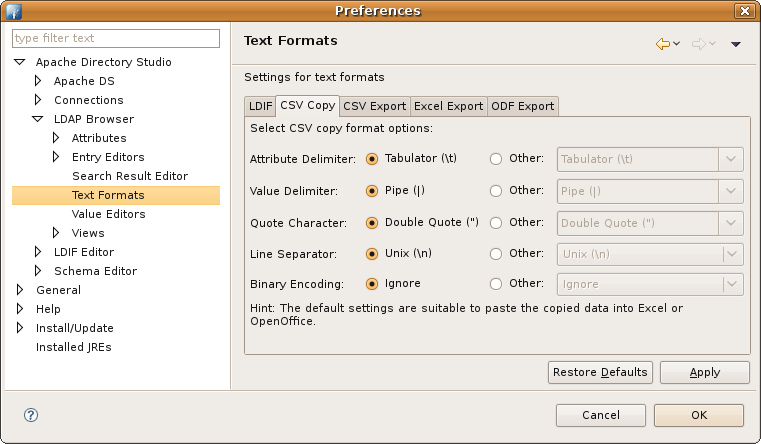 Preferences
type filter text
Apache Directory Studio
Apache DS
Connections
LDAP Browser
Attributes
Entry Editors
Search Result Editor
Text Formats
Value Editors
Views
LDIF Editor
Schema Editor
General
Help
Install/Update
Installed JREs
Text Formats
Settings for text formats
LDIF CSV Copy CSV Export Excel Export ODF Export
Select CSV copy format options:
Attribute Delimiter: Tabulator (\t) Other: Tabulator (\t)
Value Delimiter: Pipe (|) Other: Pipe (|)
Quote Character: Double Quote (") Other: Double Quote (")
Line Separator: Unix (\n) Other: Unix (\n)
Binary Encoding: Ignore Other: Ignore
Hint: The default settings are suitable to paste the copied data into Excel or
OpenOffice.
Restore Defaults Apply
? Cancel OK